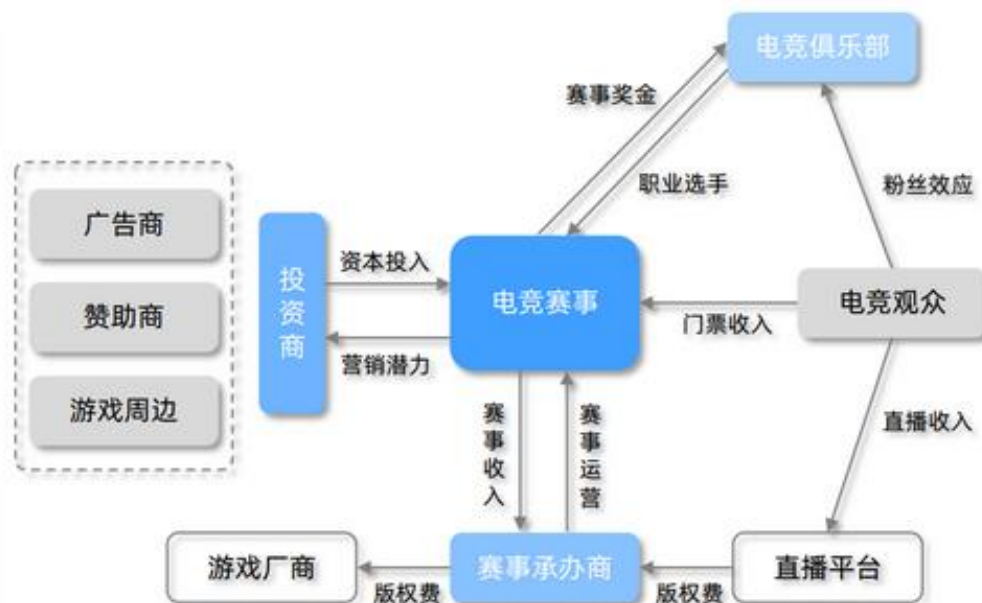 电竞俱乐部
赛事奖金
职业选手
粉丝效应
广告商
赞助商
游戏周边
投资商
资本投入
营销潜力
电竞赛事
门票收入
电竞观众
赛事收入
赛事运营
直播收入
游戏厂商
版权费
赛事承办商
版权费
直播平台